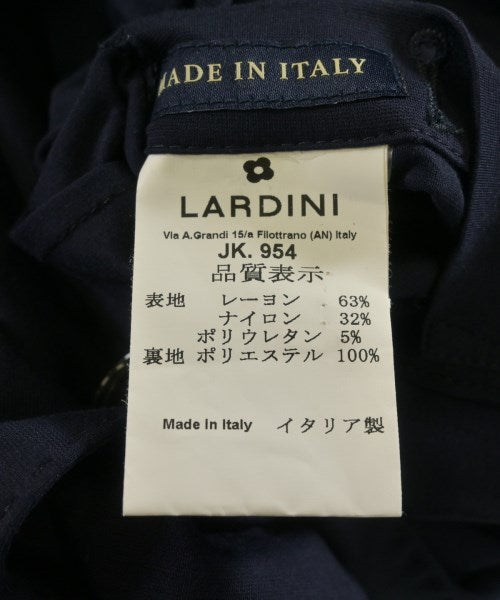 MADE IN ITALY
LARDINI
Via A.Grandi 15/a Filottrano (AN) Italy
JK. 954
品質表示
表地 レーヨン 63%
ナイロン 32%
ポリウレタン 5%
裏地 ポリエステル 100%
Made in Italy イタリア製